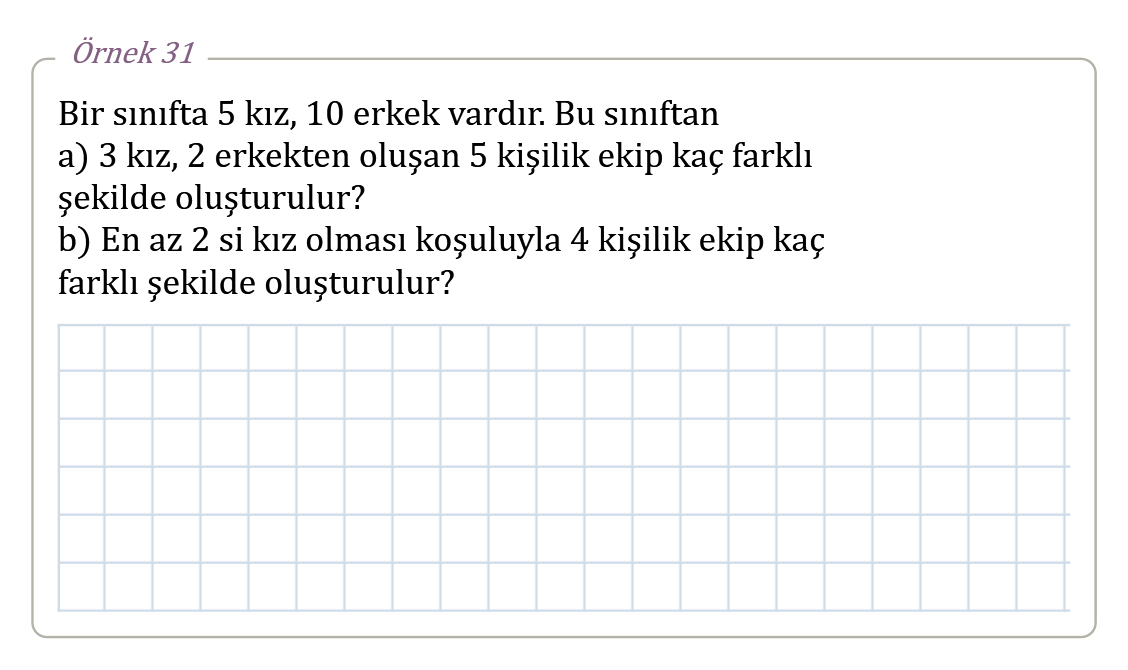 Örnek 31
Bir sınıfta 5 kız, 10 erkek vardır. Bu sınıftan
a) 3 kız, 2 erkekten oluşan 5 kişilik ekip kaç farklı
şekilde oluşturulur?
b) En az 2 si kız olması koşuluyla 4 kişilik ekip kaç
farklı şekilde oluşturulur?